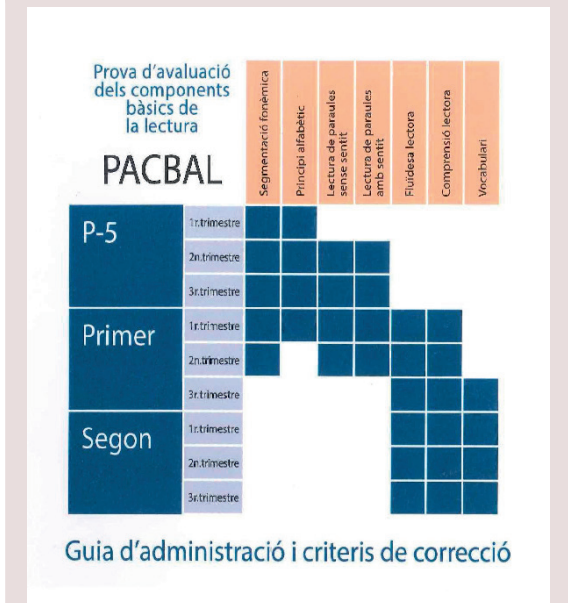 Prova d'avaluació
dels components
bàsics de
la lectura
PACBAL
Segmentació fonèmica
Principi alfabètic
Lectura de paraules
sense sentit
Lectura de paraules
amb sentit
Fluïdesa lectora
Comprensió lectora
Vocabulari
P-5
1r.trimestre
2n.trimestre
3r.trimestre
Primer
1r.trimestre
2n.trimestre
3r.trimestre
Segon
1r.trimestre
2n.trimestre
3r.trimestre
Guia d'administració i criteris de correcció